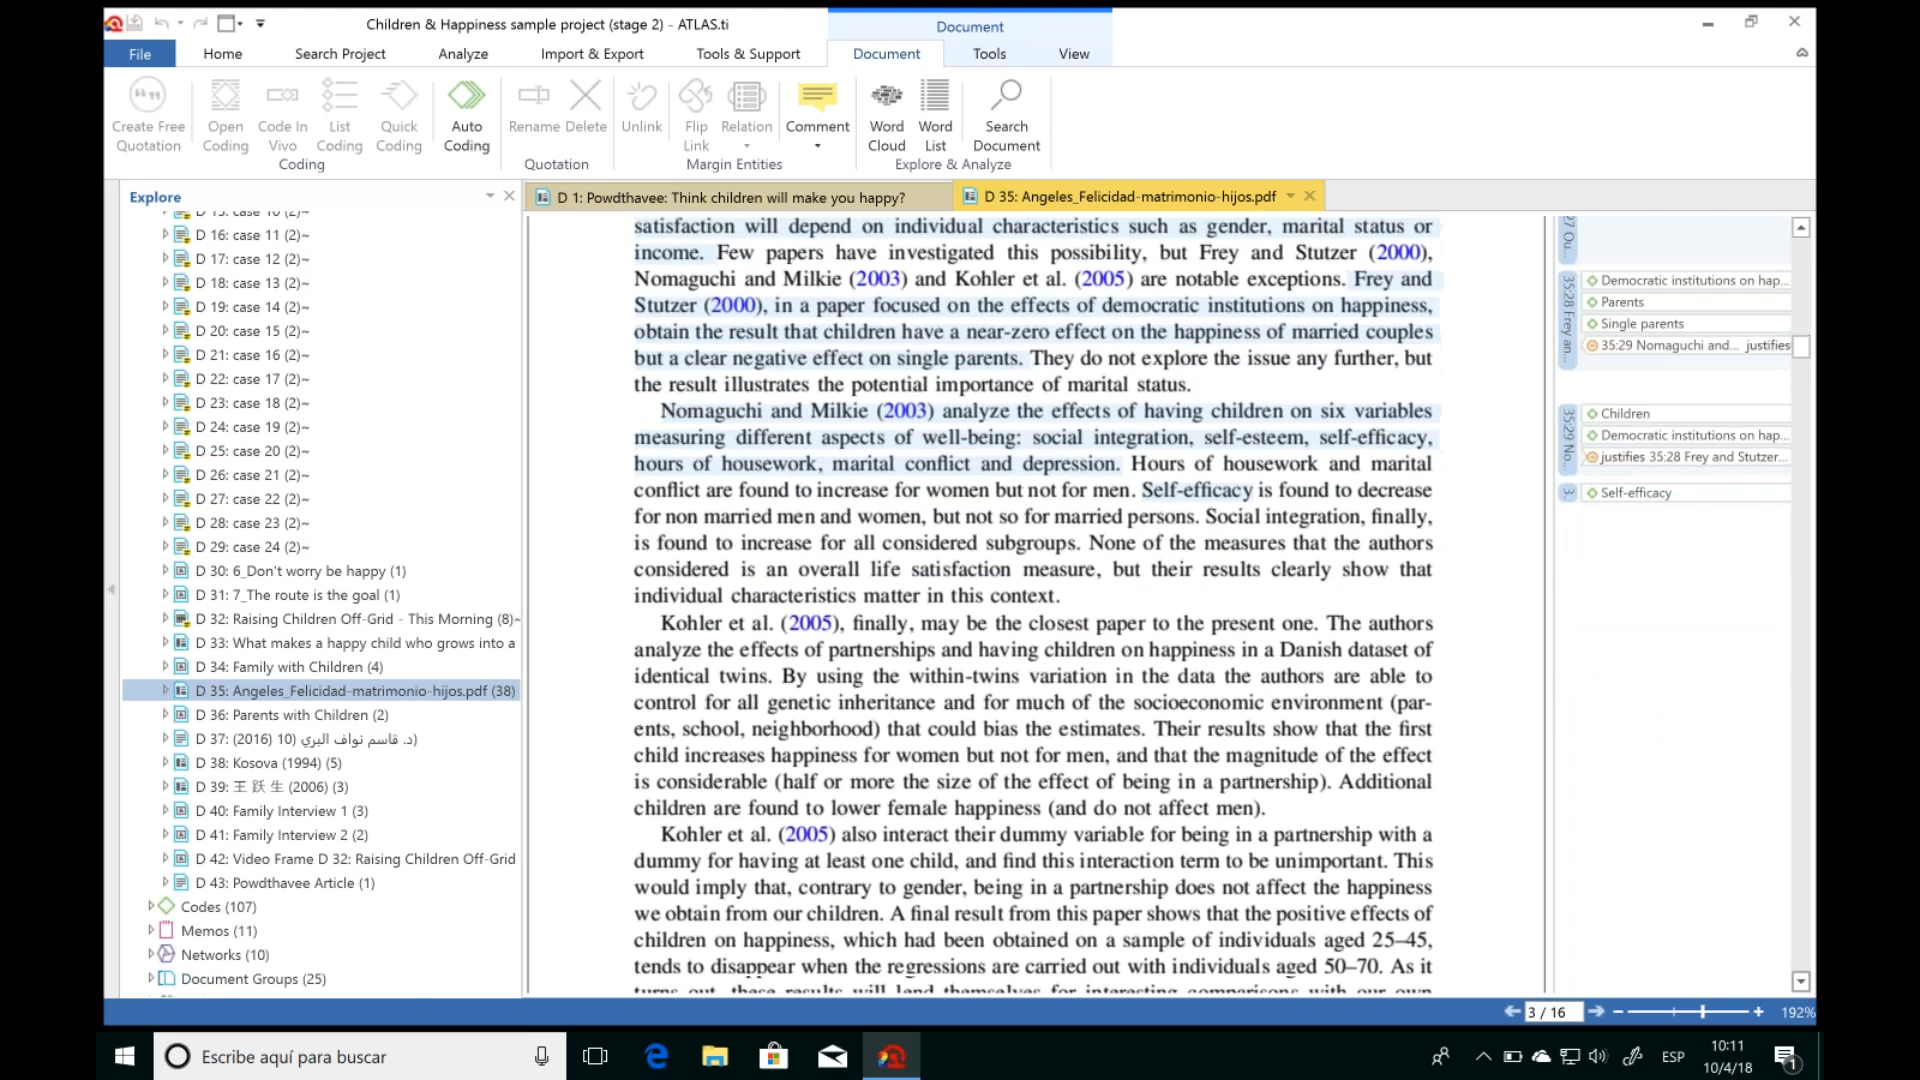 Children & Happiness sample project (stage 2) - ATLAS.ti
Document
File
Home
Search Project
Analyze
Import & Export
Tools & Support
Document
Tools
View
Create Free Quotation
Open Coding
Code In Vivo
List Coding
Quick Coding
Auto Coding
Rename
Delete
Unlink
Flip Link
Relation
Comment
Word Cloud
Word List
Search Document
Coding
Quotation
Margin Entities
Explore & Analyze
Explore
D 15: case 10 (2)~
D 16: case 11 (2)~
D 17: case 12 (2)~
D 18: case 13 (2)~
D 19: case 14 (2)~
D 20: case 15 (2)~
D 21: case 16 (2)~
D 22: case 17 (2)~
D 23: case 18 (2)~
D 24: case 19 (2)~
D 25: case 20 (2)~
D 26: case 21 (2)~
D 27: case 22 (2)~
D 28: case 23 (2)~
D 29: case 24 (2)~
D 30: 6_Don't worry be happy (1)
D 31: 7_The route is the goal (1)
D 32: Raising Children Off-Grid - This Morning (8)~
D 33: What makes a happy child who grows into a
D 34: Family with Children (4)
D 35: Angeles_Felicidad-matrimonio-hijos.pdf (38)
D 36: Parents with Children (2)
D 37: (2016) 10) د. قاسم نواف البري)
D 38: Kosova (1994) (5)
D 39: 王 跃 生 (2006) (3)
D 40: Family Interview 1 (3)
D 41: Family Interview 2 (2)
D 42: Video Frame D 32: Raising Children Off-Grid
D 43: Powdthavee Article (1)
Codes (107)
Memos (11)
Networks (10)
Document Groups (25)
D 1: Powdthavee: Think children will make you happy?
D 35: Angeles_Felicidad-matrimonio-hijos.pdf
satisfaction will depend on individual characteristics such as gender, marital status or
income. Few papers have investigated this possibility, but Frey and Stutzer (2000),
Nomaguchi and Milkie (2003) and Kohler et al. (2005) are notable exceptions. Frey and
Stutzer (2000), in a paper focused on the effects of democratic institutions on happiness,
obtain the result that children have a near-zero effect on the happiness of married couples
but a clear negative effect on single parents. They do not explore the issue any further, but
the result illustrates the potential importance of marital status.
Nomaguchi and Milkie (2003) analyze the effects of having children on six variables
measuring different aspects of well-being: social integration, self-esteem, self-efficacy,
hours of housework, marital conflict and depression. Hours of housework and marital
conflict are found to increase for women but not for men. Self-efficacy is found to decrease
for non married men and women, but not so for married persons. Social integration, finally,
is found to increase for all considered subgroups. None of the measures that the authors
considered is an overall life satisfaction measure, but their results clearly show that
individual characteristics matter in this context.
Kohler et al. (2005), finally, may be the closest paper to the present one. The authors
analyze the effects of partnerships and having children on happiness in a Danish dataset of
identical twins. By using the within-twins variation in the data the authors are able to
control for all genetic inheritance and for much of the socioeconomic environment (par-
ents, school, neighborhood) that could bias the estimates. Their results show that the first
child increases happiness for women but not for men, and that the magnitude of the effect
is considerable (half or more the size of the effect of being in a partnership). Additional
children are found to lower female happiness (and do not affect men).
Kohler et al. (2005) also interact their dummy variable for being in a partnership with a
dummy for having at least one child, and find this interaction term to be unimportant. This
would imply that, contrary to gender, being in a partnership does not affect the happiness
we obtain from our children. A final result from this paper shows that the positive effects of
children on happiness, which had been obtained on a sample of individuals aged 25–45,
tends to disappear when the regressions are carried out with individuals aged 50–70. As it
turns out, these results will lend themselves for interesting comparisons with our own
7 Ou...
35:28 Frey an...
Democratic institutions on hap...
Parents
Single parents
35:29 Nomaguchi and... justifies
35:29 No...
Children
Democratic institutions on hap...
justifies 35:28 Frey and Stutzer...
3...
Self-efficacy
3 / 16
192%
Escribe aquí para buscar
ESP
10:11
10/4/18
1